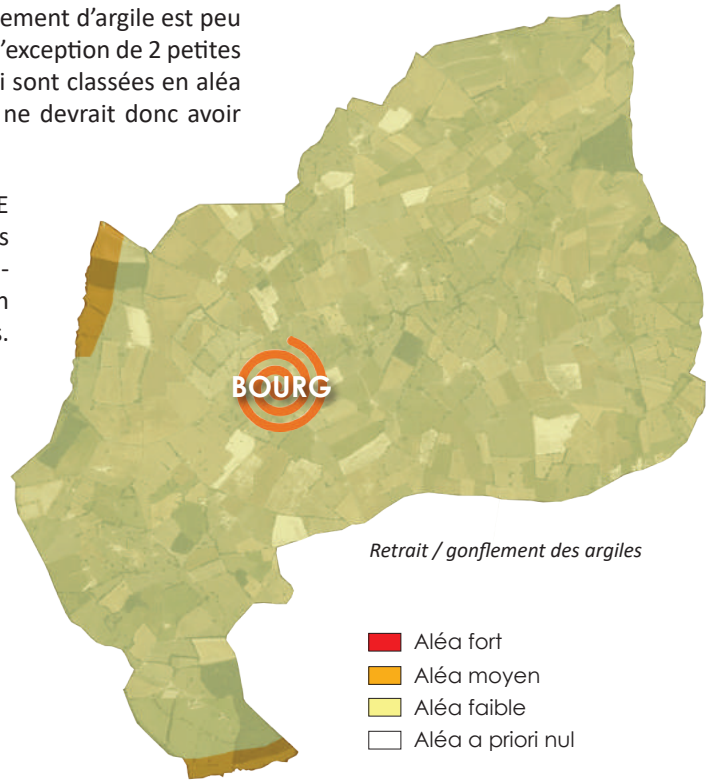 ement d'argile est peu
'exception de 2 petites
i sont classées en aléa
ne devrait donc avoir
E
s
-
n
s.
BOURG
Retrait / gonflement des argiles
Aléa fort
Aléa moyen
Aléa faible
Aléa a priori nul